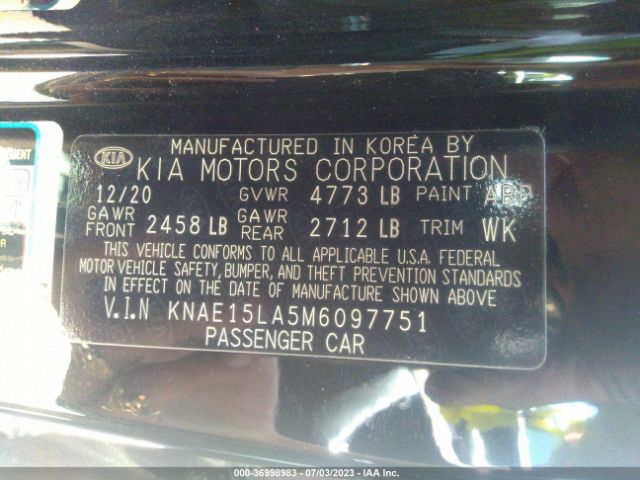 MANUFACTURED IN KOREA BY
KIA KIA MOTORS CORPORATION
12/20 GVWR 4773 LB PAINT ABP
GAWR FRONT 2458 LB GAWR REAR 2712 LB TRIM WK
THIS VEHICLE CONFORMS TO ALL APPLICABLE U.S.A. FEDERAL
MOTOR VEHICLE SAFETY, BUMPER, AND THEFT PREVENTION STANDARDS
IN EFFECT ON THE DATE OF MANUFACTURE SHOWN ABOVE
V.I.N KNAE15LA5M6097751
PASSENGER CAR
000-36998983 - 07/03/2023 - IAA Inc.